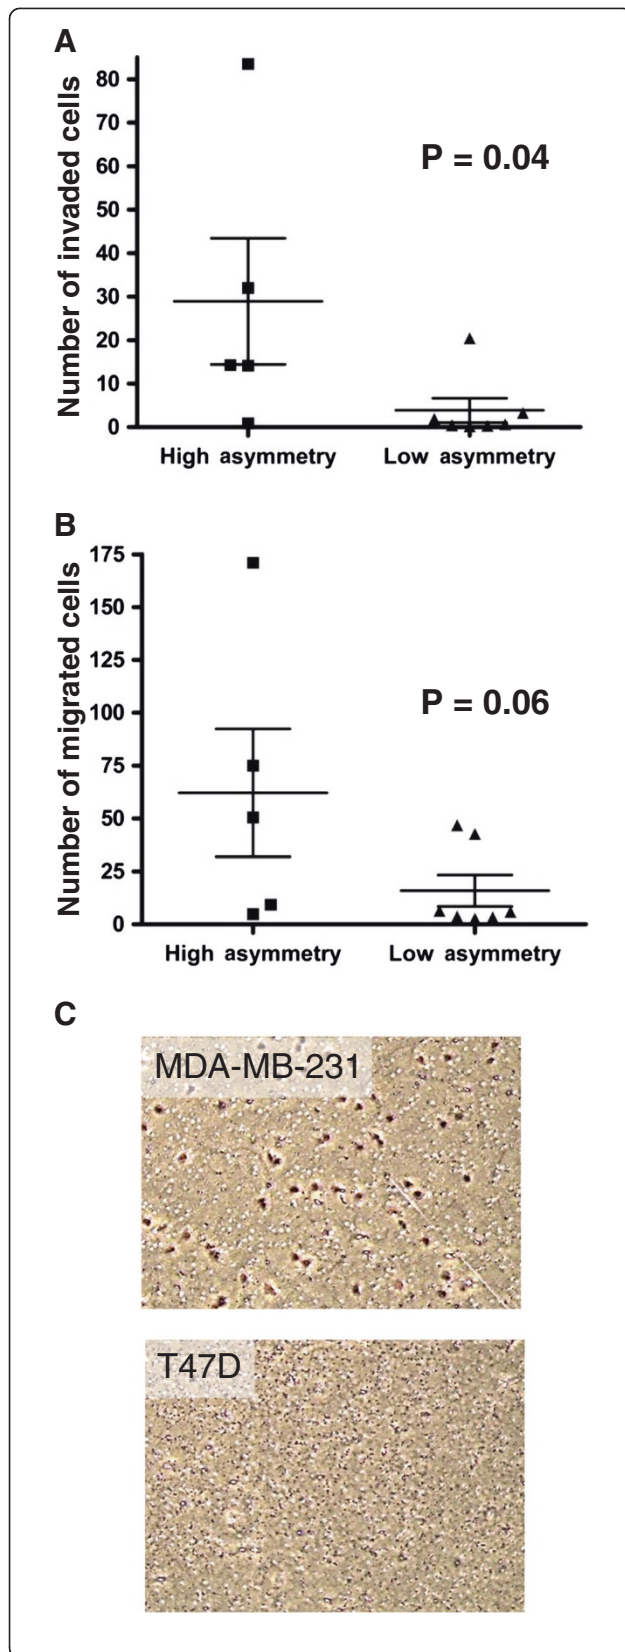 A
Number of invaded cells
80
70
60
50
40
30
20
10
0
P = 0.04
High asymmetry
Low asymmetry
B
Number of migrated cells
175
150
125
100
75
50
25
0
P = 0.06
High asymmetry
Low asymmetry
C
MDA-MB-231
T47D